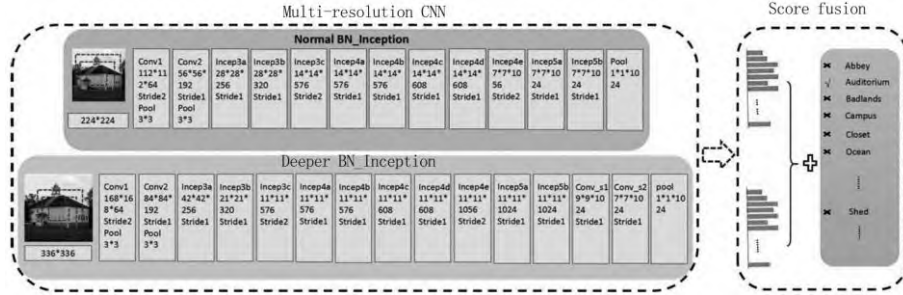 Multi-resolution CNN
Score fusion
Normal BN_Inception
224*224
Conv1
112*11
2*64
Stride2
Pool
3*3
Conv2
56*56*
192
Stride1
Pool
3*3
Incep3a
28*28*
256
Stride1
Incep3b
28*28*
320
Stride1
Incep3c
14*14*
576
Stride2
Incep4a
14*14*
576
Stride1
Incep4b
14*14*
576
Stride1
Incep4c
14*14*
608
Stride1
Incep4d
14*14*
608
Stride1
Incep4e
7*7*10
56
Stride2
Incep5a
7*7*10
24
Stride1
Incep5b
7*7*10
24
Stride1
Pool
1*1*10
24
Deeper BN_Inception
336*336
Conv1
168*16
8*64
Stride2
Pool
3*3
Conv2
84*84*
192
Stride1
Pool
3*3
Incep3a
42*42*
256
Stride1
Incep3b
21*21*
320
Stride1
Incep3c
11*11*
576
Stride2
Incep4a
11*11*
576
Stride1
Incep4b
11*11*
576
Stride1
Incep4c
11*11*
608
Stride1
Incep4d
11*11*
608
Stride1
Incep4e
11*11*
1056
Stride2
Incep5a
11*11*
1024
Stride1
Incep5b
11*11*
1024
Stride1
Conv_s1
9*9*10
24
Stride1
Conv_s2
7*7*10
24
Stride1
pool
1*1*10
24
Abbey
Auditorium
Badlands
Campus
Closet
Ocean
Shed